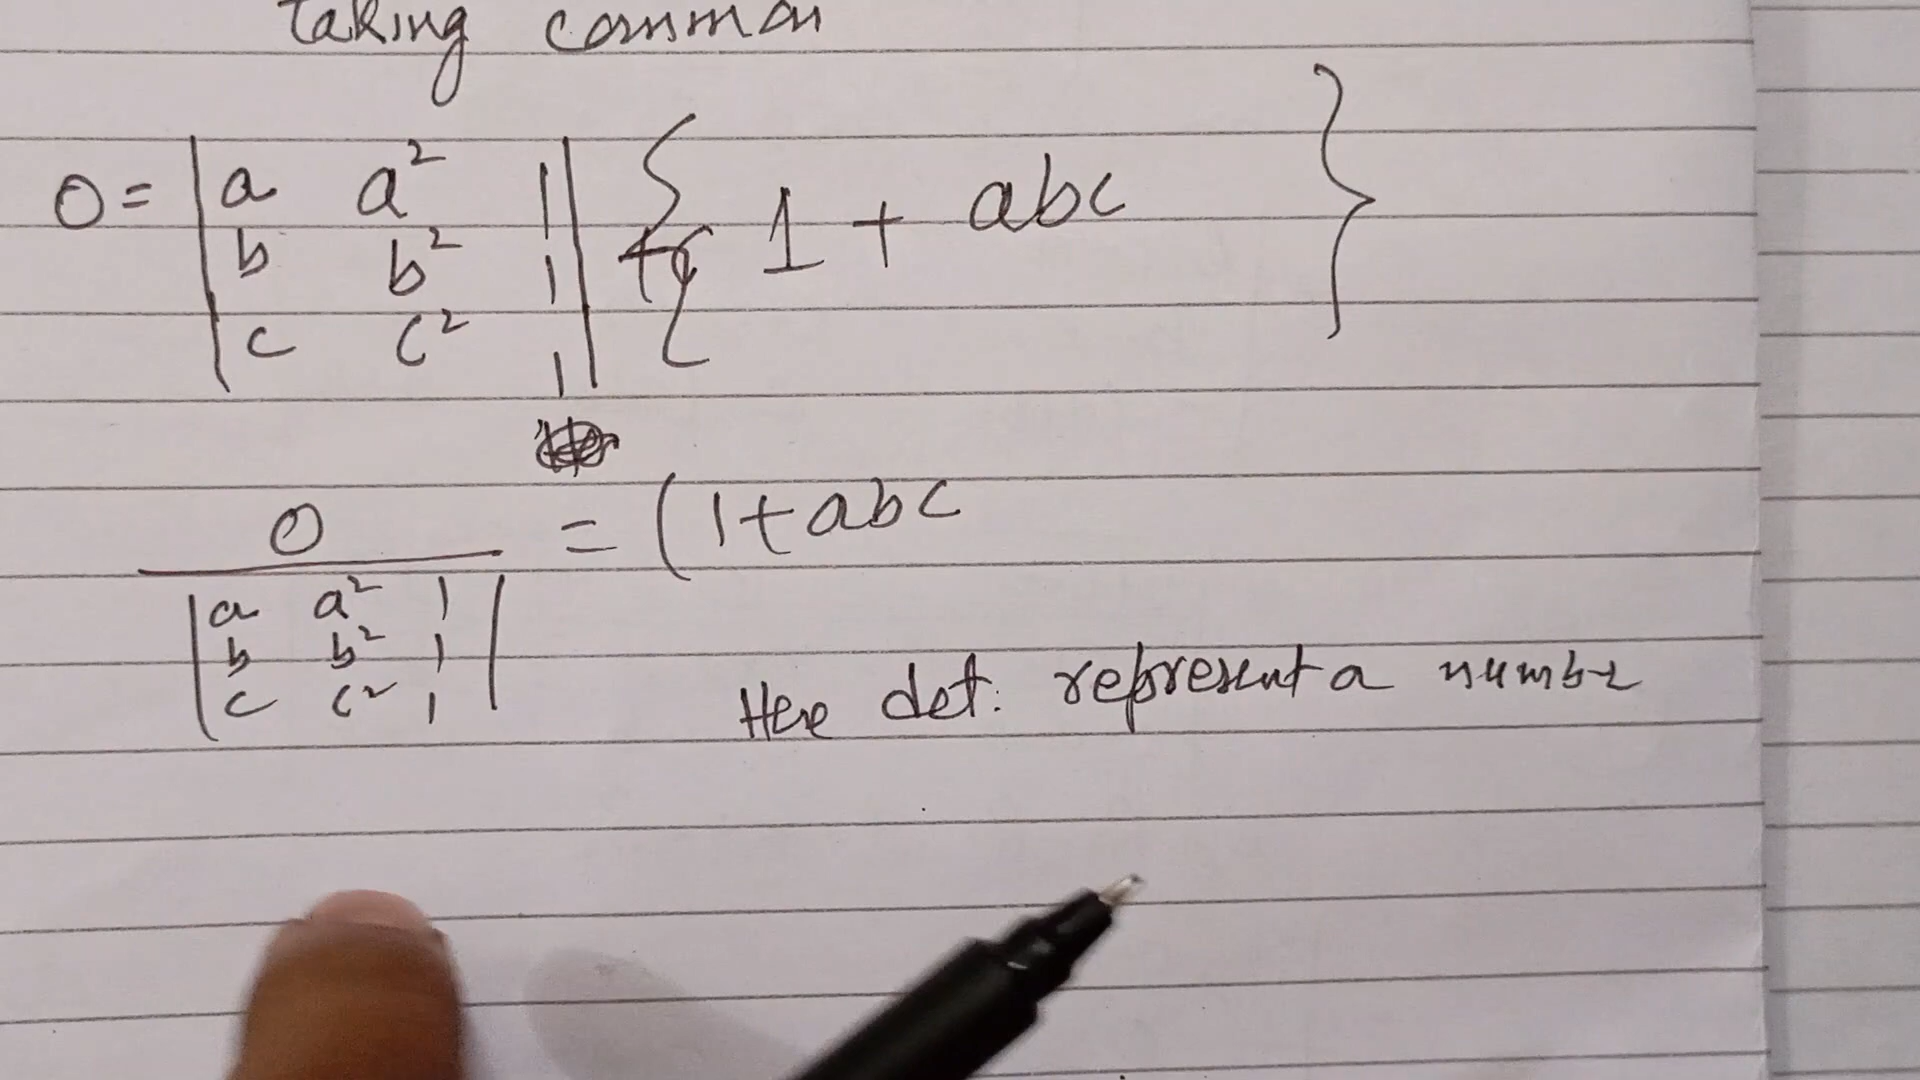 taking common
0 = | a a² 1 | { 1 + abc }
| b b² 1 |
| c c² 1 |
0 = (1+abc
| a a² 1 |
| b b² 1 |
| c c² 1 |
Here det. represent a numbr